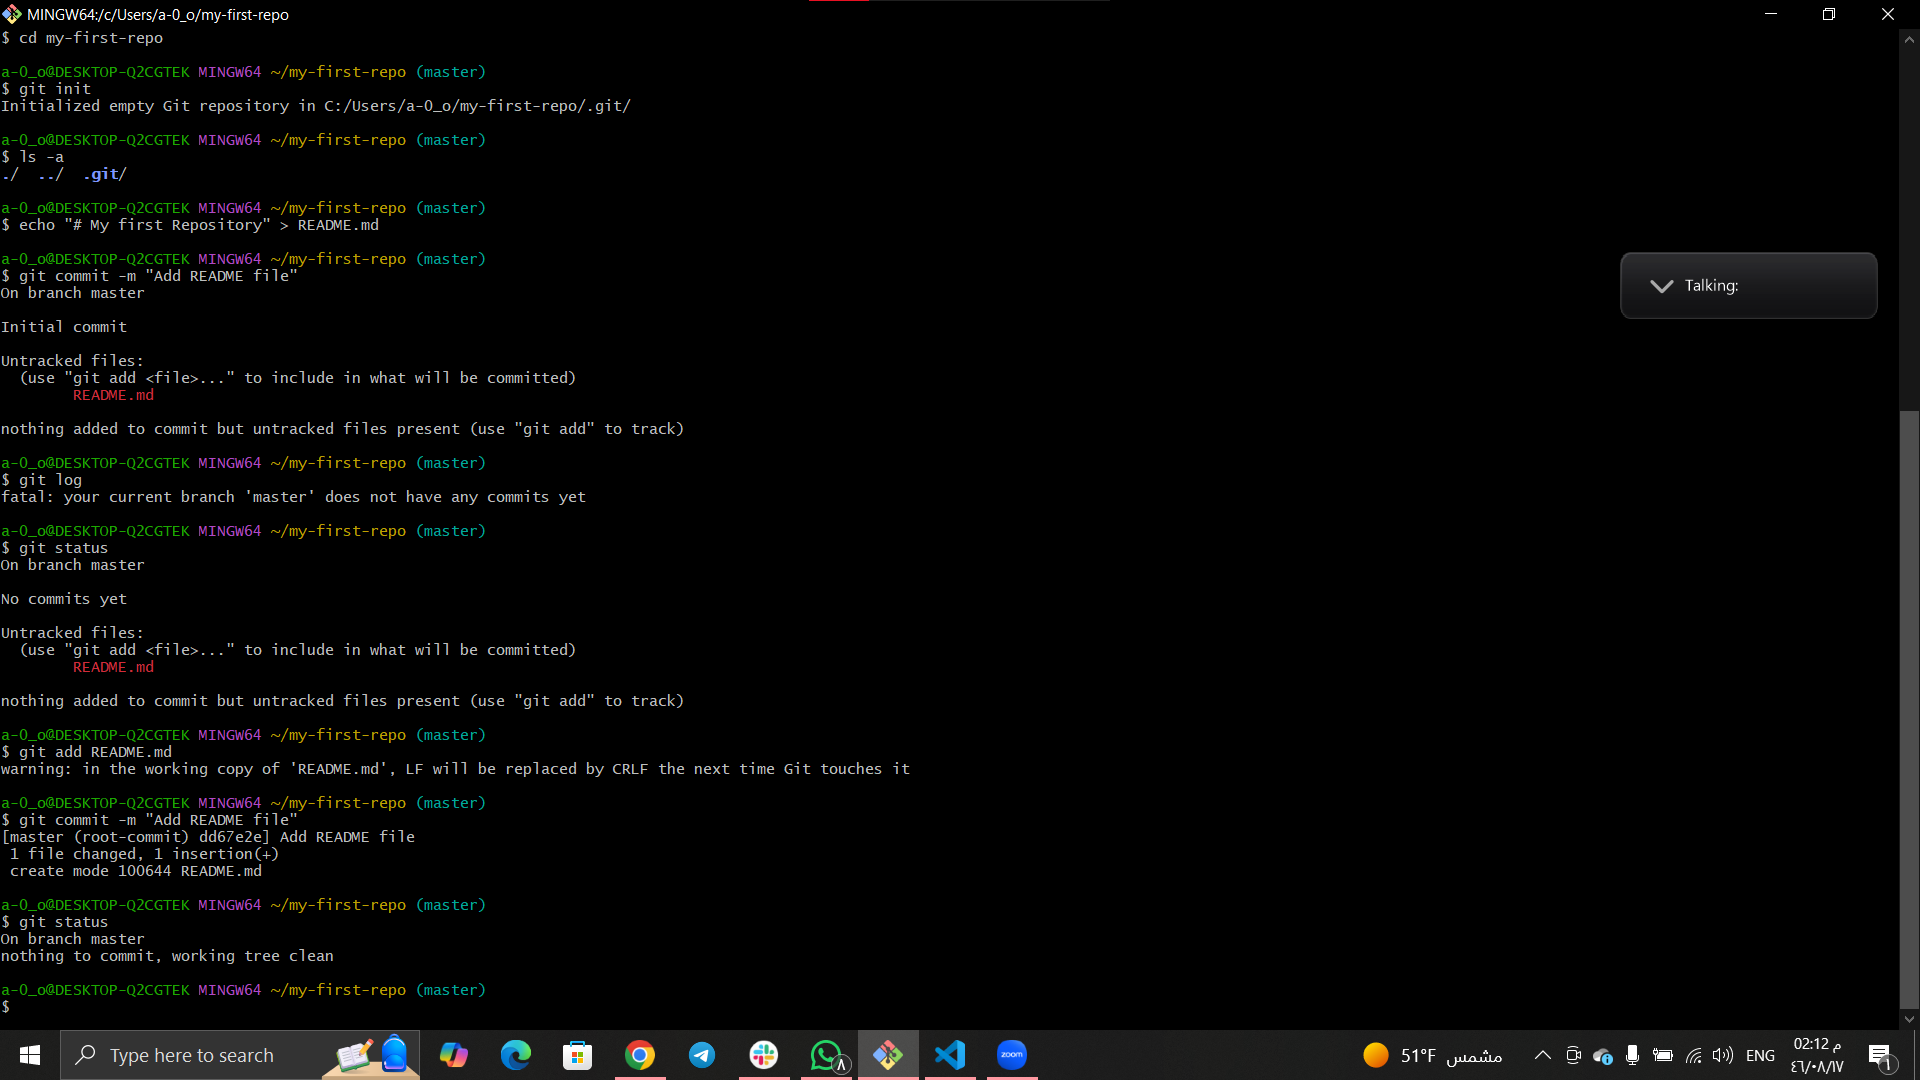 MINGW64:/c/Users/a-0_o/my-first-repo
$ cd my-first-repo
a-0_o@DESKTOP-Q2CGTEK MINGW64 ~/my-first-repo (master)
$ git init
Initialized empty Git repository in C:/Users/a-0_o/my-first-repo/.git/
a-0_o@DESKTOP-Q2CGTEK MINGW64 ~/my-first-repo (master)
$ ls -a
./  ../  .git/
a-0_o@DESKTOP-Q2CGTEK MINGW64 ~/my-first-repo (master)
$ echo "# My first Repository" > README.md
a-0_o@DESKTOP-Q2CGTEK MINGW64 ~/my-first-repo (master)
$ git commit -m "Add README file"
On branch master
Initial commit
Untracked files:
  (use "git add <file>..." to include in what will be committed)
        README.md
nothing added to commit but untracked files present (use "git add" to track)
a-0_o@DESKTOP-Q2CGTEK MINGW64 ~/my-first-repo (master)
$ git log
fatal: your current branch 'master' does not have any commits yet
a-0_o@DESKTOP-Q2CGTEK MINGW64 ~/my-first-repo (master)
$ git status
On branch master
No commits yet
Untracked files:
  (use "git add <file>..." to include in what will be committed)
        README.md
nothing added to commit but untracked files present (use "git add" to track)
a-0_o@DESKTOP-Q2CGTEK MINGW64 ~/my-first-repo (master)
$ git add README.md
warning: in the working copy of 'README.md', LF will be replaced by CRLF the next time Git touches it
a-0_o@DESKTOP-Q2CGTEK MINGW64 ~/my-first-repo (master)
$ git commit -m "Add README file"
[master (root-commit) dd67e2e] Add README file
 1 file changed, 1 insertion(+)
 create mode 100644 README.md
a-0_o@DESKTOP-Q2CGTEK MINGW64 ~/my-first-repo (master)
$ git status
On branch master
nothing to commit, working tree clean
a-0_o@DESKTOP-Q2CGTEK MINGW64 ~/my-first-repo (master)
$
Talking:
Type here to search
٨
zoom
51°F مشمس
ENG
02:12 م
٤٦/٠٨/١٧
١